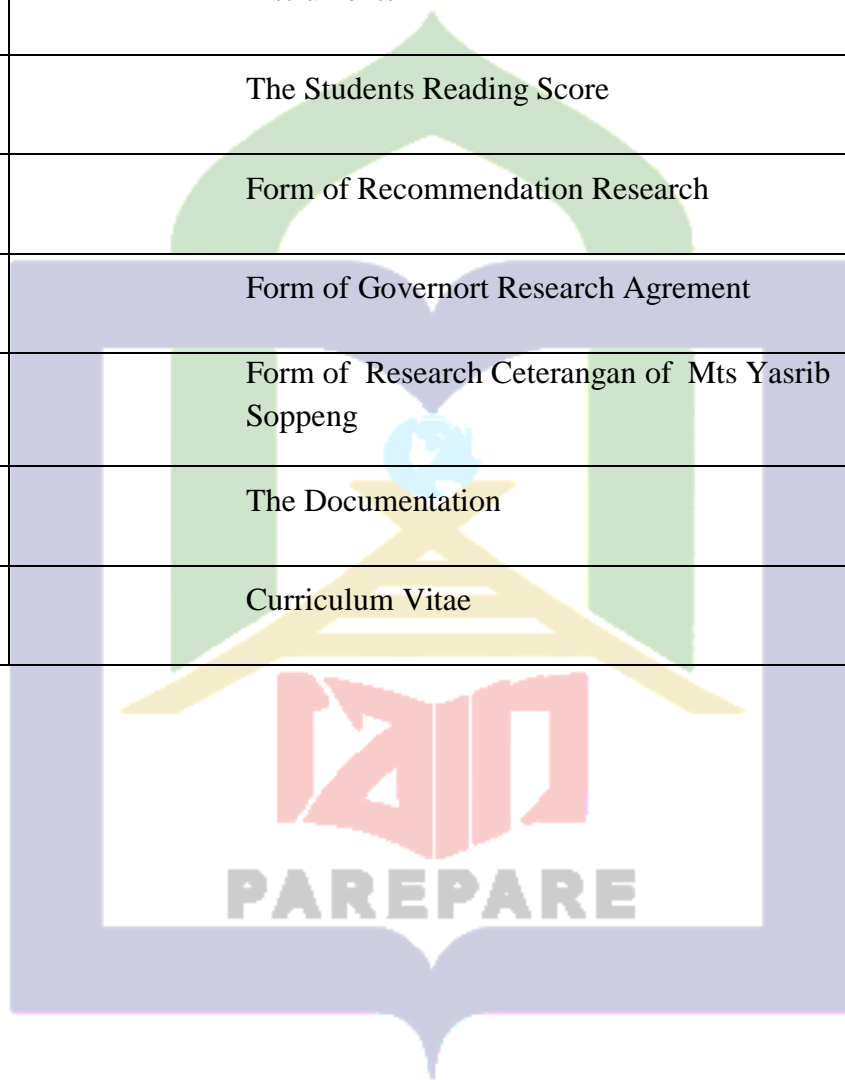 The Students Reading Score
Form of Recommendation Research
Form of Governort Research Agrement
Form of Research Ceterangan of Mts Yasrib
Soppeng
The Documentation
Curriculum Vitae
iain
PAREPARE